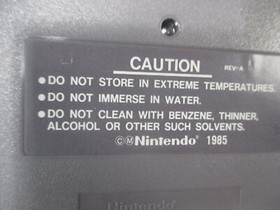 CAUTION
REV-A
●DO NOT STORE IN EXTREME TEMPERATURES.
●DO NOT IMMERSE IN WATER.
●DO NOT CLEAN WITH BENZENE, THINNER,
ALCOHOL OR OTHER SUCH SOLVENTS.
©ⓂNintendo 1985
Nintendo